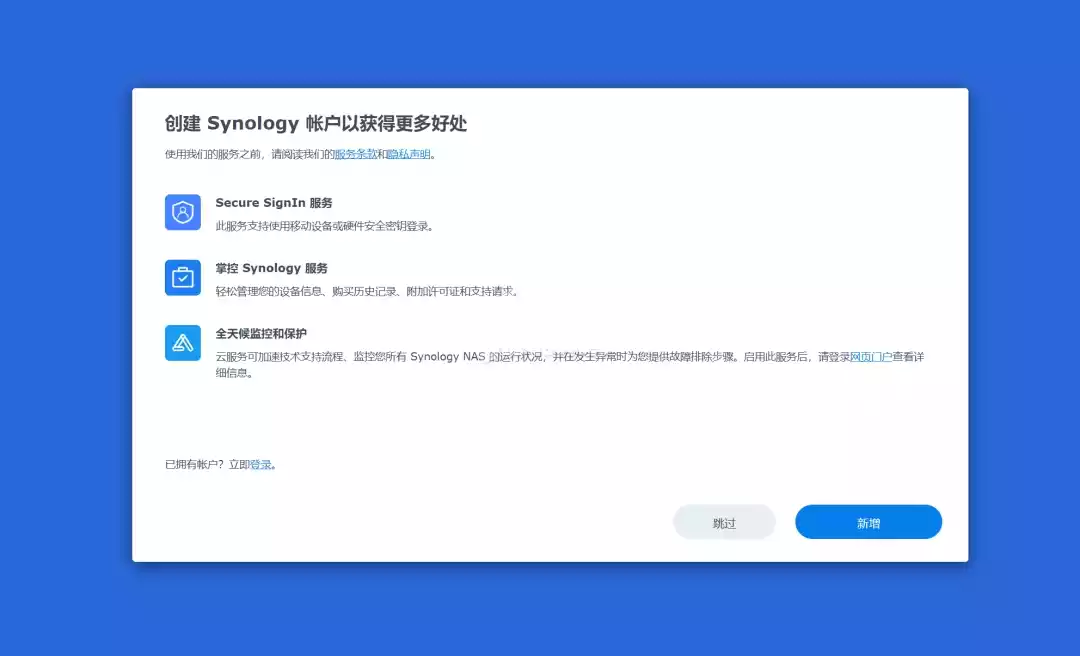 创建 Synology 帐户以获得更多好处
使用我们的服务之前，请阅读我们的服务条款和隐私声明。
Secure SignIn 服务
此服务支持使用移动设备或硬件安全密钥登录。
掌控 Synology 服务
轻松管理您的设备信息、购买历史记录、附加许可证和支持请求。
全天候监控和保护
云服务可加速技术支持流程、监控您所有 Synology NAS 的运行状况，并在发生异常时为您提供故障排除步骤。启用此服务后，请登录网页门户查看详
细信息。
已拥有帐户？立即登录。
跳过
新增